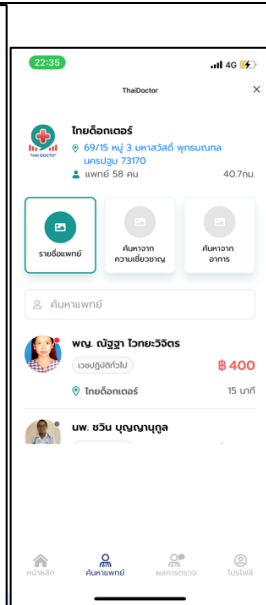 22:35
4G
ThaiDoctor
ไทยด็อกเตอร์
69/15 หมู่ 3 มหาสวัสดิ์ พุทธมณฑล
นครปฐม 73170
แพทย์ 58 คน
40.7กม.
THAI DOCTOR
รายชื่อแพทย์
ค้นหาจาก
ความเชี่ยวชาญ
ค้นหาจาก
อาการ
ค้นหาแพทย์
พญ. ณัฐฐา ไวทยะวิจิตร
เวชปฏิบัติทั่วไป
฿ 400
ไทยด็อกเตอร์
15 นาที
นพ. ชวิน บุญญานุกูล
หน้าหลัก
ค้นหาแพทย์
ผลการตรวจ
โปรไฟล์